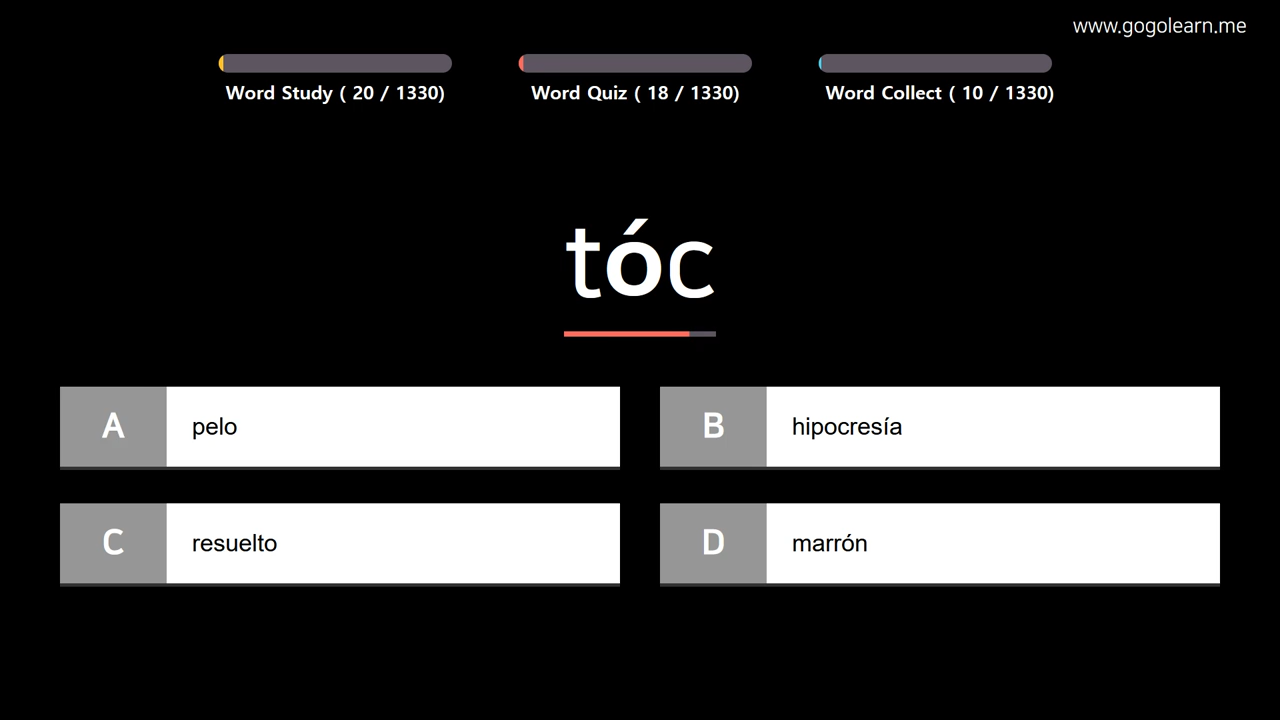 www.gogolearn.me
Word Study ( 20 / 1330)
Word Quiz ( 18 / 1330)
Word Collect ( 10 / 1330)
tóc
A pelo
B hipocresía
C resuelto
D marrón